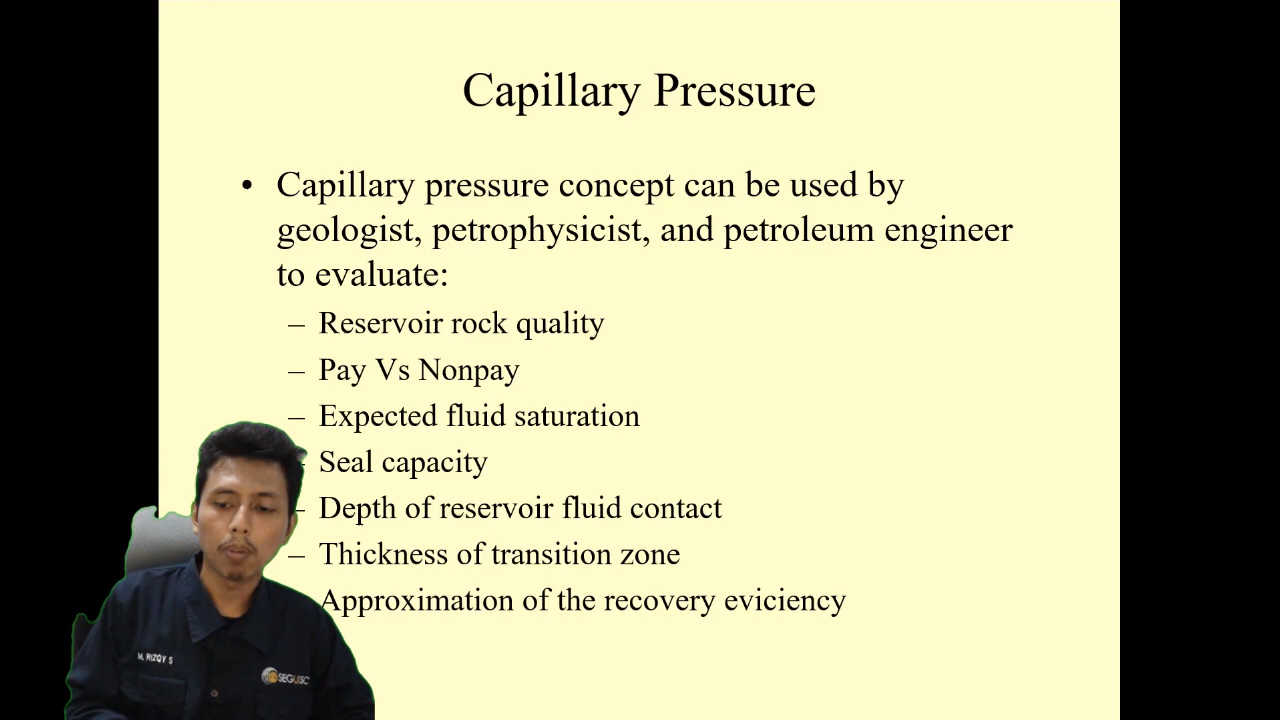 Capillary Pressure
• Capillary pressure concept can be used by
geologist, petrophysicist, and petroleum engineer
to evaluate:
– Reservoir rock quality
– Pay Vs Nonpay
– Expected fluid saturation
– Seal capacity
– Depth of reservoir fluid contact
– Thickness of transition zone
Approximation of the recovery eviciency
M. RIZQY S
SEGUISC